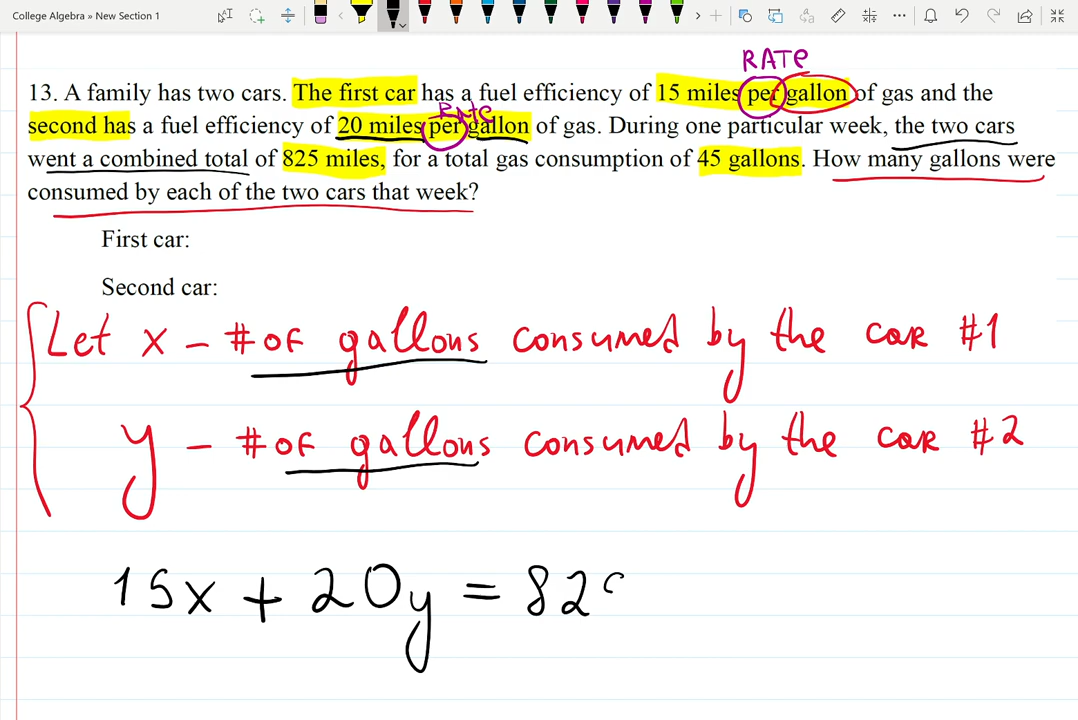 College Algebra » New Section 1
RATE
13. A family has two cars. The first car has a fuel efficiency of 15 miles per gallon of gas and the
Rate
second has a fuel efficiency of 20 miles per gallon of gas. During one particular week, the two cars
went a combined total of 825 miles, for a total gas consumption of 45 gallons. How many gallons were
consumed by each of the two cars that week?
First car:
Second car:
Let x – # of gallons consumed by the car #1
y – # of gallons consumed by the car #2
15x + 20y = 82